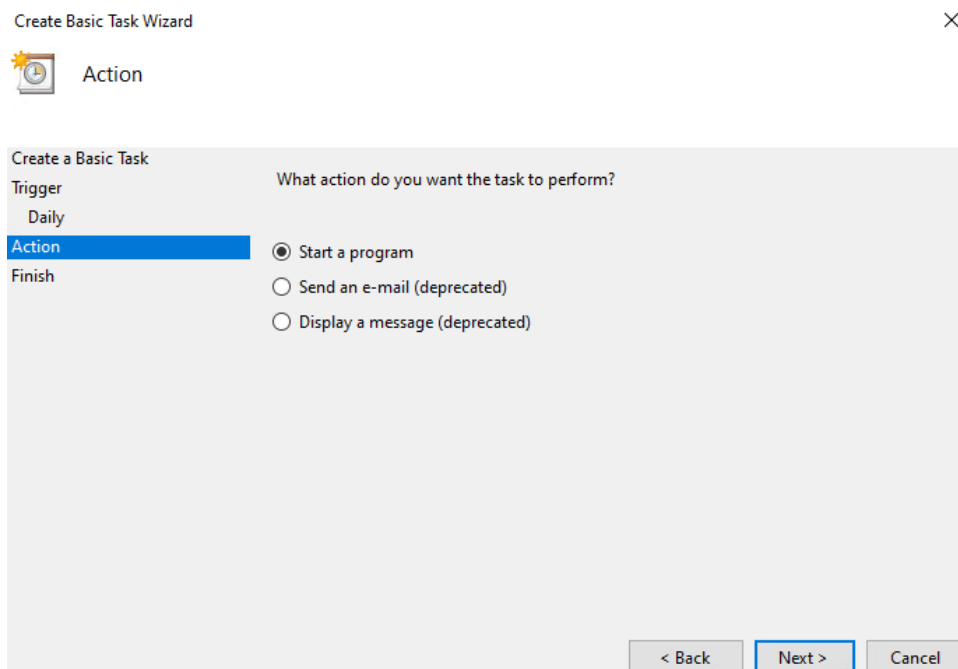 Create Basic Task Wizard
Action
Create a Basic Task
Trigger
Daily
Action
Finish
What action do you want the task to perform?
Start a program
Send an e-mail (deprecated)
Display a message (deprecated)
< Back
Next >
Cancel